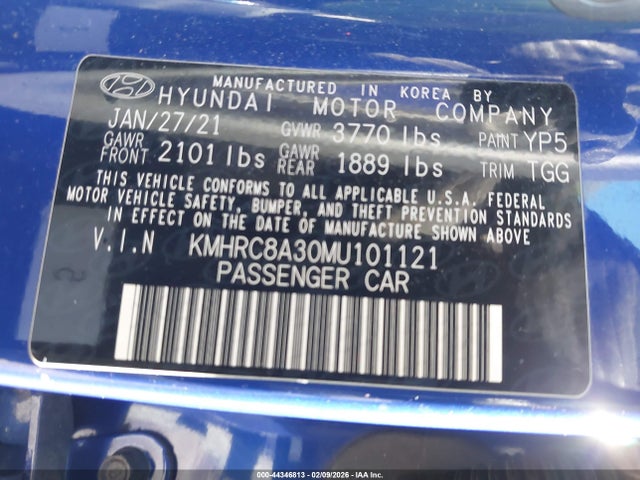 MANUFACTURED IN KOREA BY
HYUNDAI MOTOR COMPANY
JAN/27/21 GVWR 3770 lbs PAINT YP5
GAWR FRONT 2101 lbs GAWR REAR 1889 lbs TRIM TGG
THIS VEHICLE CONFORMS TO ALL APPLICABLE U.S.A. FEDERAL
MOTOR VEHICLE SAFETY, BUMPER, AND THEFT PREVENTION STANDARDS
IN EFFECT ON THE DATE OF MANUFACTURE SHOWN ABOVE
V.I.N KMHRC8A30MU101121
PASSENGER CAR
000-44346813 - 02/09/2026 - IAA Inc.